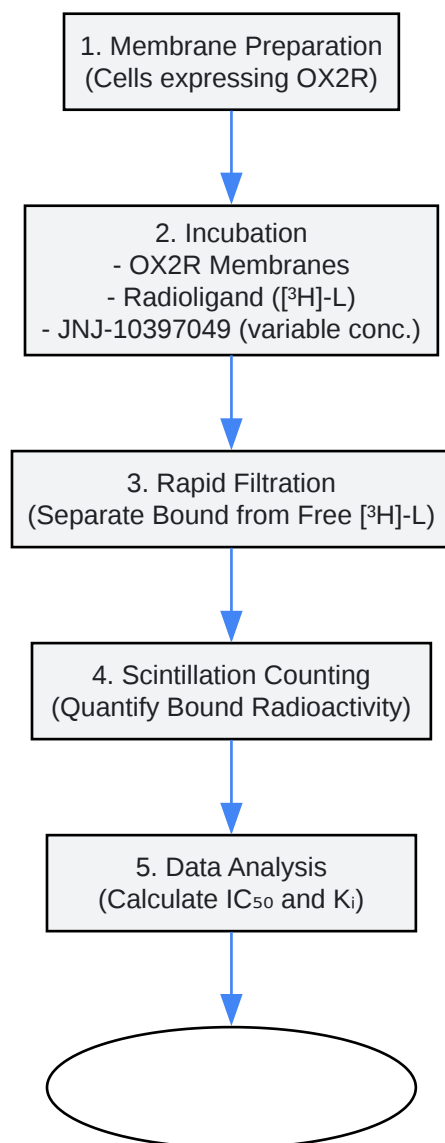 1. Membrane Preparation
(Cells expressing OX2R)
2. Incubation
- OX2R Membranes
- Radioligand ([³H]-L)
- JNJ-10397049 (variable conc.)
3. Rapid Filtration
(Separate Bound from Free [³H]-L)
4. Scintillation Counting
(Quantify Bound Radioactivity)
5. Data Analysis
(Calculate IC₅₀ and Kᵢ)